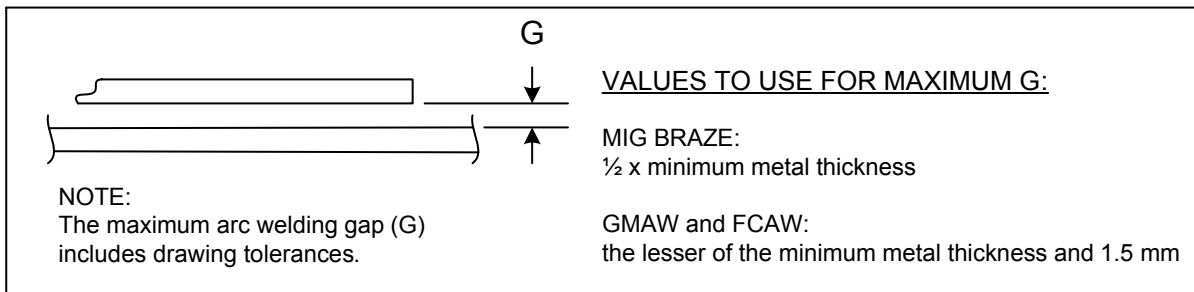 G
VALUES TO USE FOR MAXIMUM G:
MIG BRAZE:
½ x minimum metal thickness
NOTE:
The maximum arc welding gap (G)
includes drawing tolerances.
GMAW and FCAW:
the lesser of the minimum metal thickness and 1.5 mm